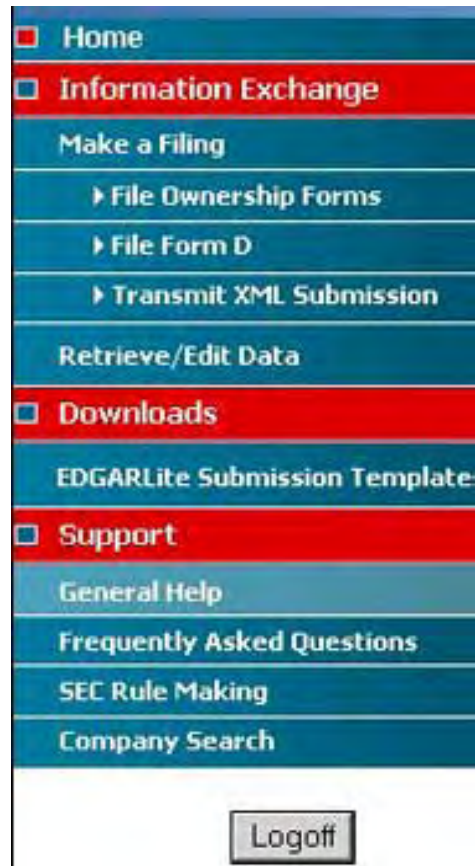 Home
Information Exchange
Make a Filing
File Ownership Forms
File Form D
Transmit XML Submission
Retrieve/Edit Data
Downloads
EDGARLite Submission Templates
Support
General Help
Frequently Asked Questions
SEC Rule Making
Company Search
Logoff